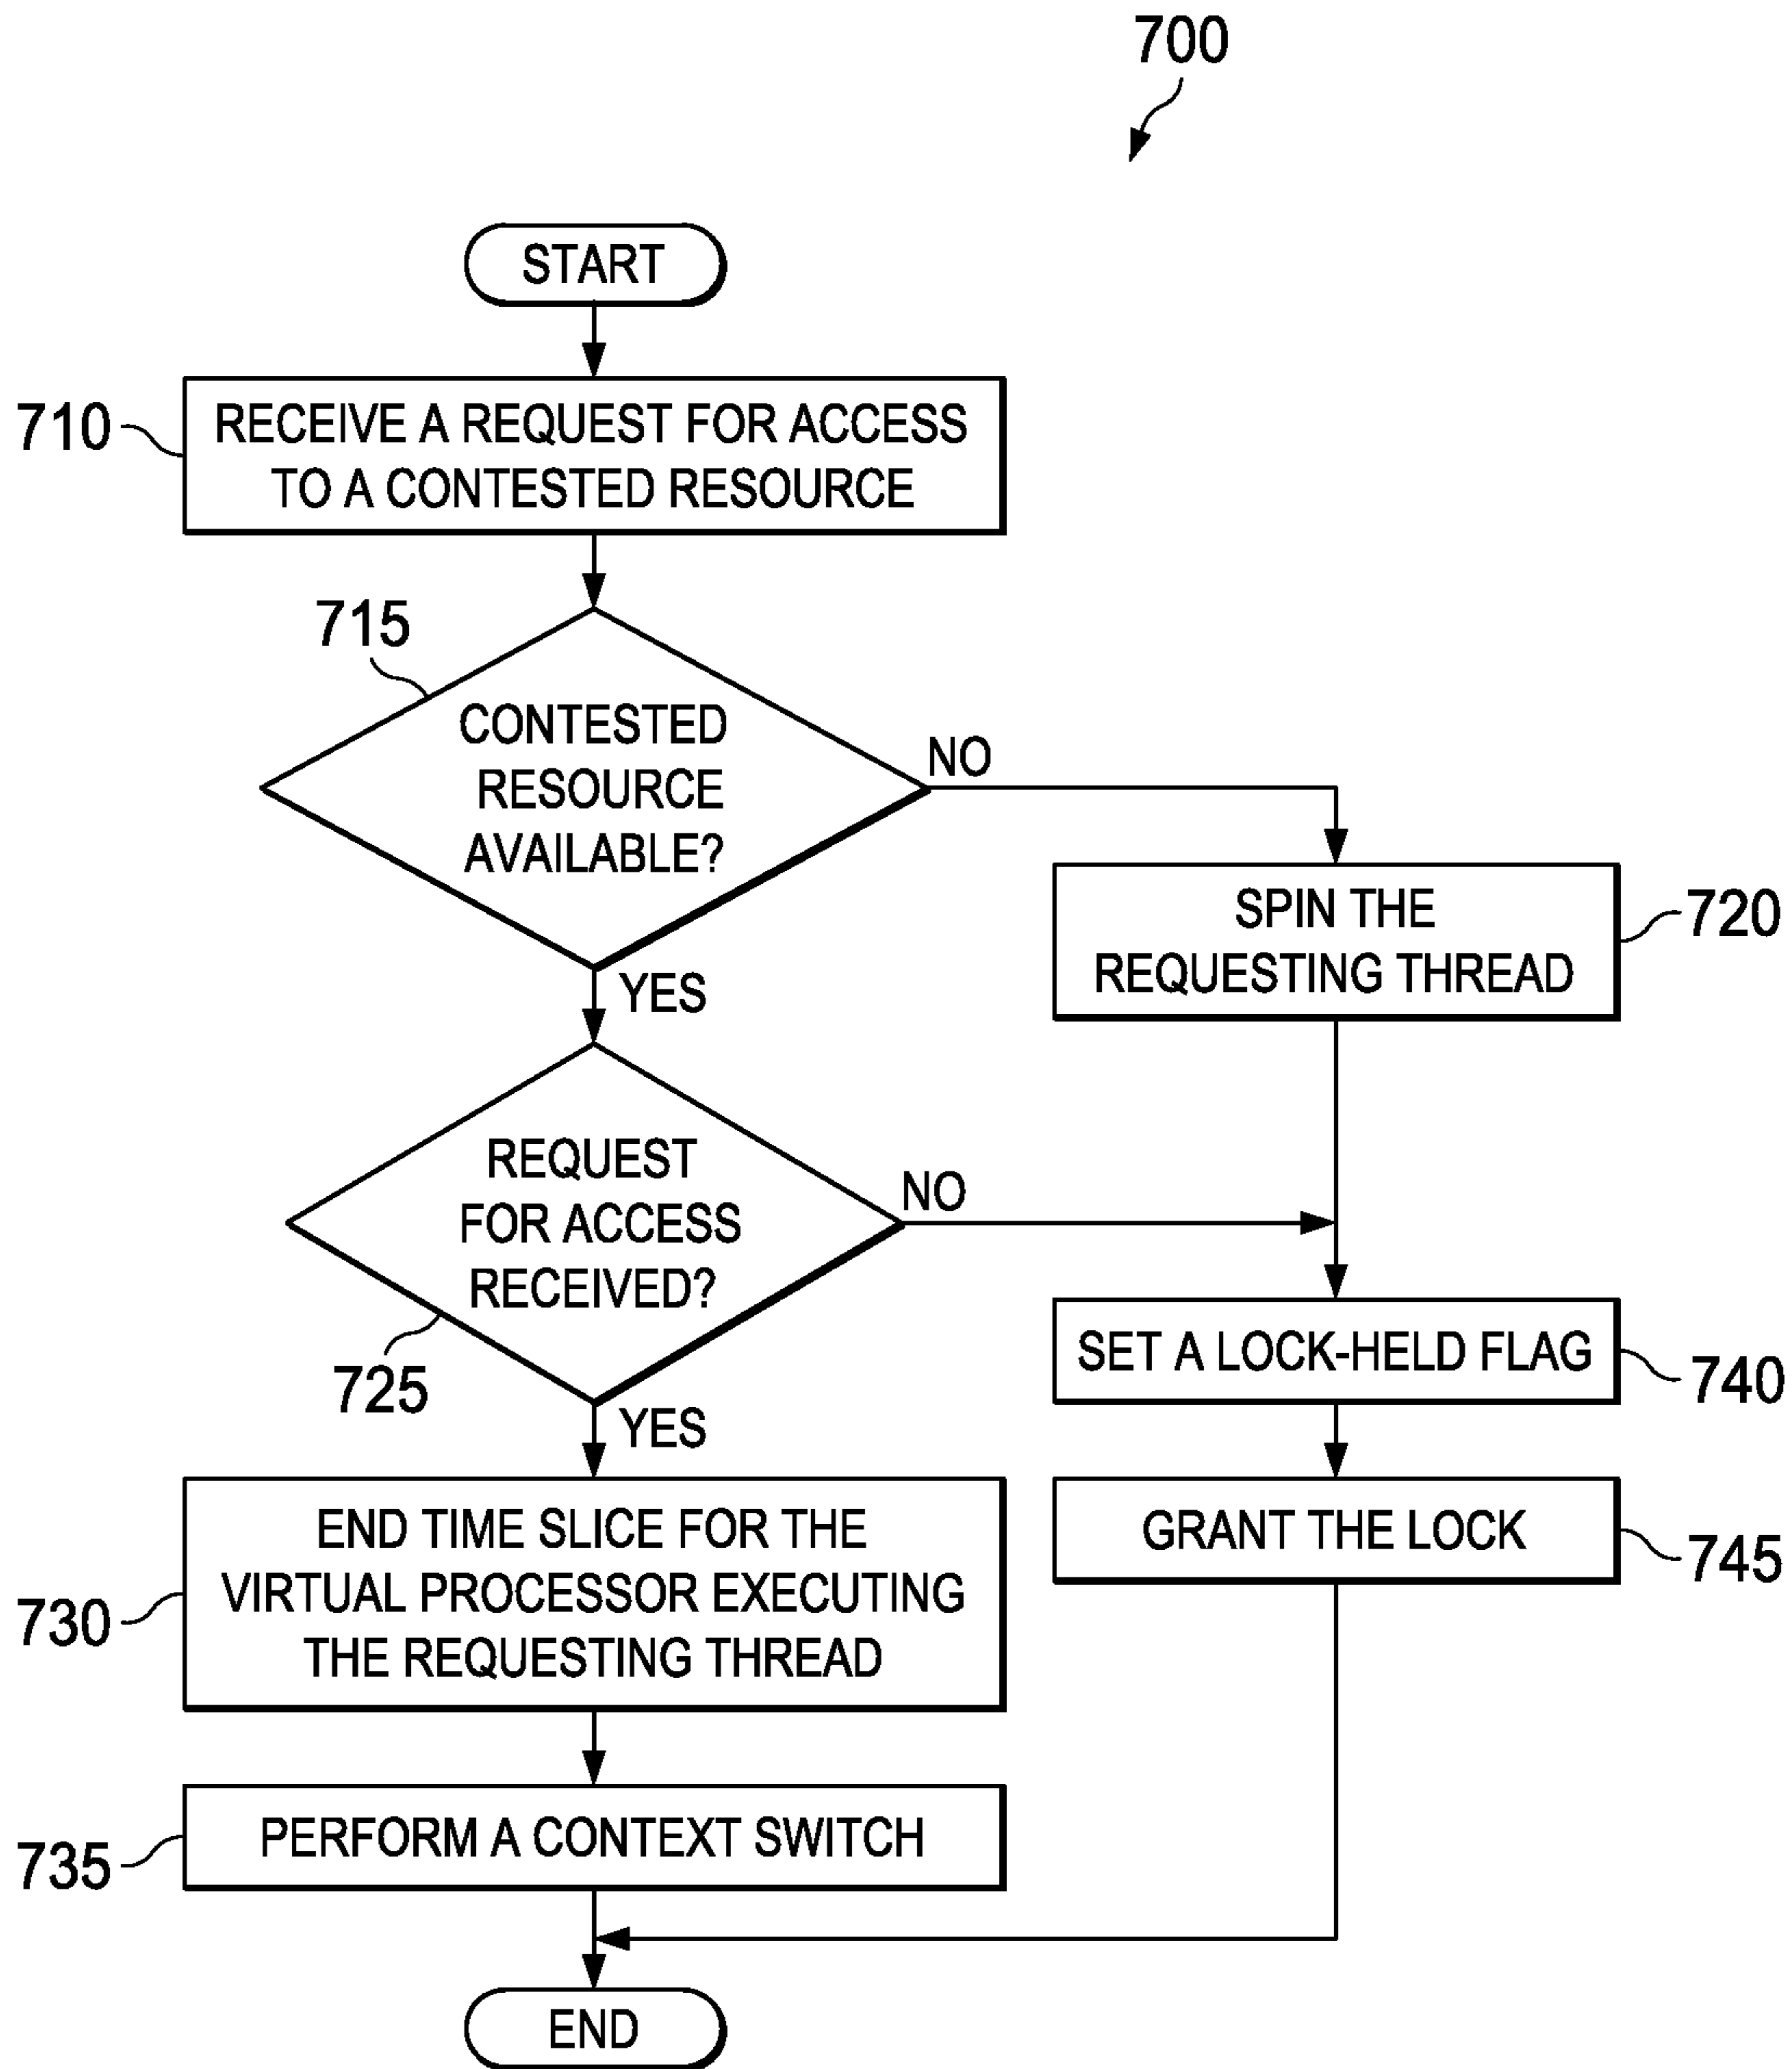 700
START
710
RECEIVE A REQUEST FOR ACCESS
TO A CONTESTED RESOURCE
715
CONTESTED
RESOURCE
AVAILABLE?
NO
YES
SPIN THE
REQUESTING THREAD
720
REQUEST
FOR ACCESS
RECEIVED?
NO
725
YES
SET A LOCK-HELD FLAG
740
END TIME SLICE FOR THE
VIRTUAL PROCESSOR EXECUTING
THE REQUESTING THREAD
730
GRANT THE LOCK
745
PERFORM A CONTEXT SWITCH
735
END